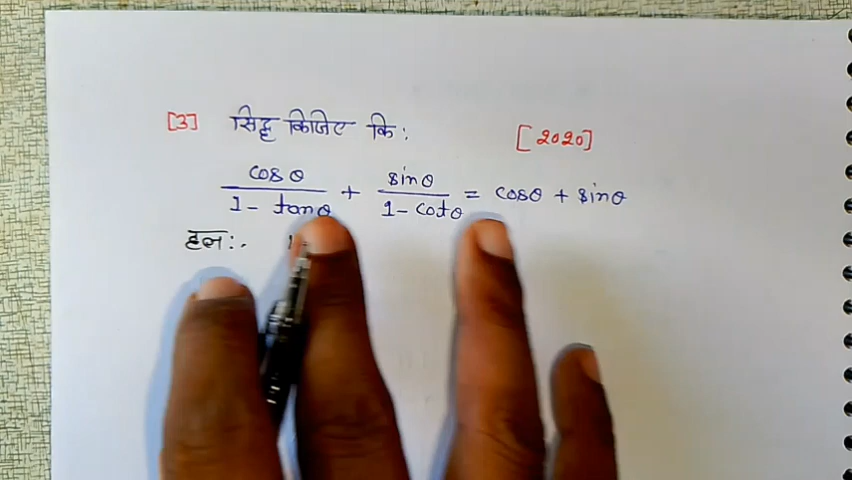 [3] सिद्ध किजिए कि: [2020]
cosθ / 1 - tanθ + sinθ / 1 - cotθ = cosθ + sinθ
हल:.